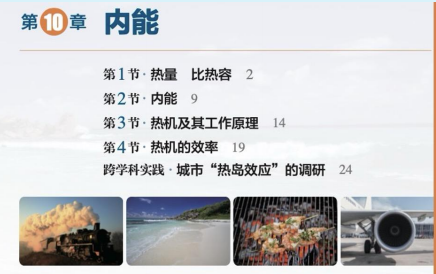 第10章 内能
第1节·热量 比热容 2
第2节·内能 9
第3节·热机及其工作原理 14
第4节·热机的效率 19
跨学科实践·城市“热岛效应”的调研 24